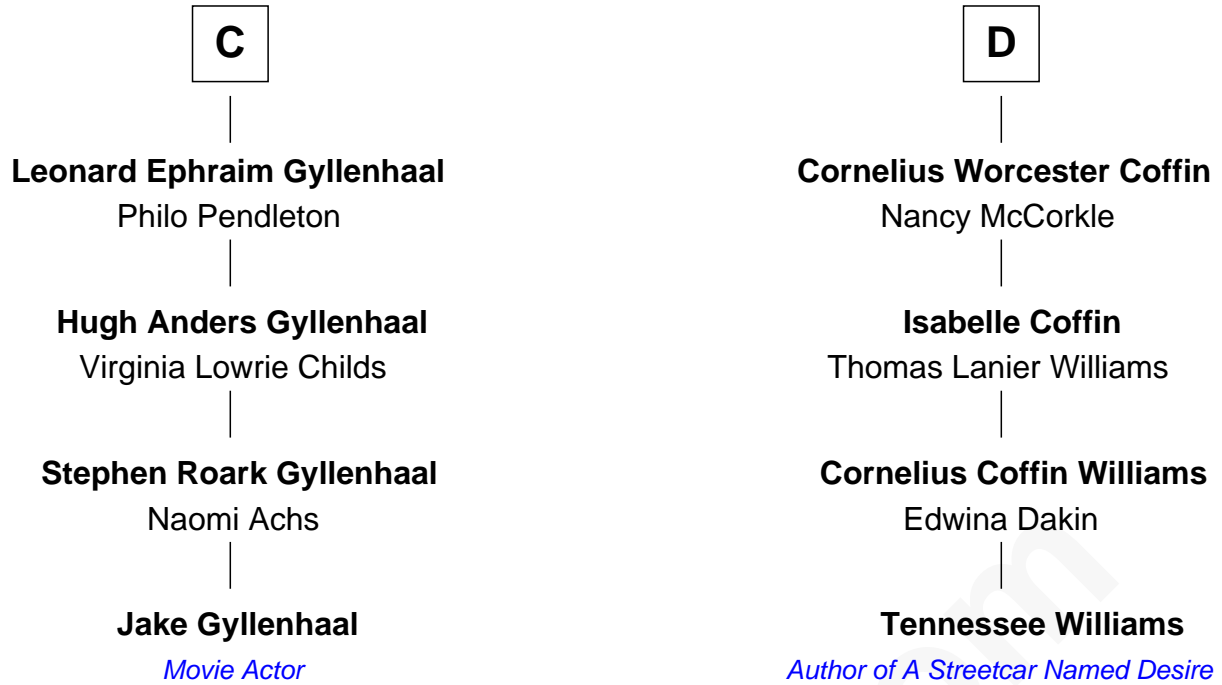 C
Leonard Ephraim Gyllenhaal
Philo Pendleton
Hugh Anders Gyllenhaal
Virginia Lowrie Childs
Stephen Roark Gyllenhaal
Naomi Achs
Jake Gyllenhaal
Movie Actor
D
Cornelius Worcester Coffin
Nancy McCorkle
Isabelle Coffin
Thomas Lanier Williams
Cornelius Coffin Williams
Edwina Dakin
Tennessee Williams
Author of A Streetcar Named Desire